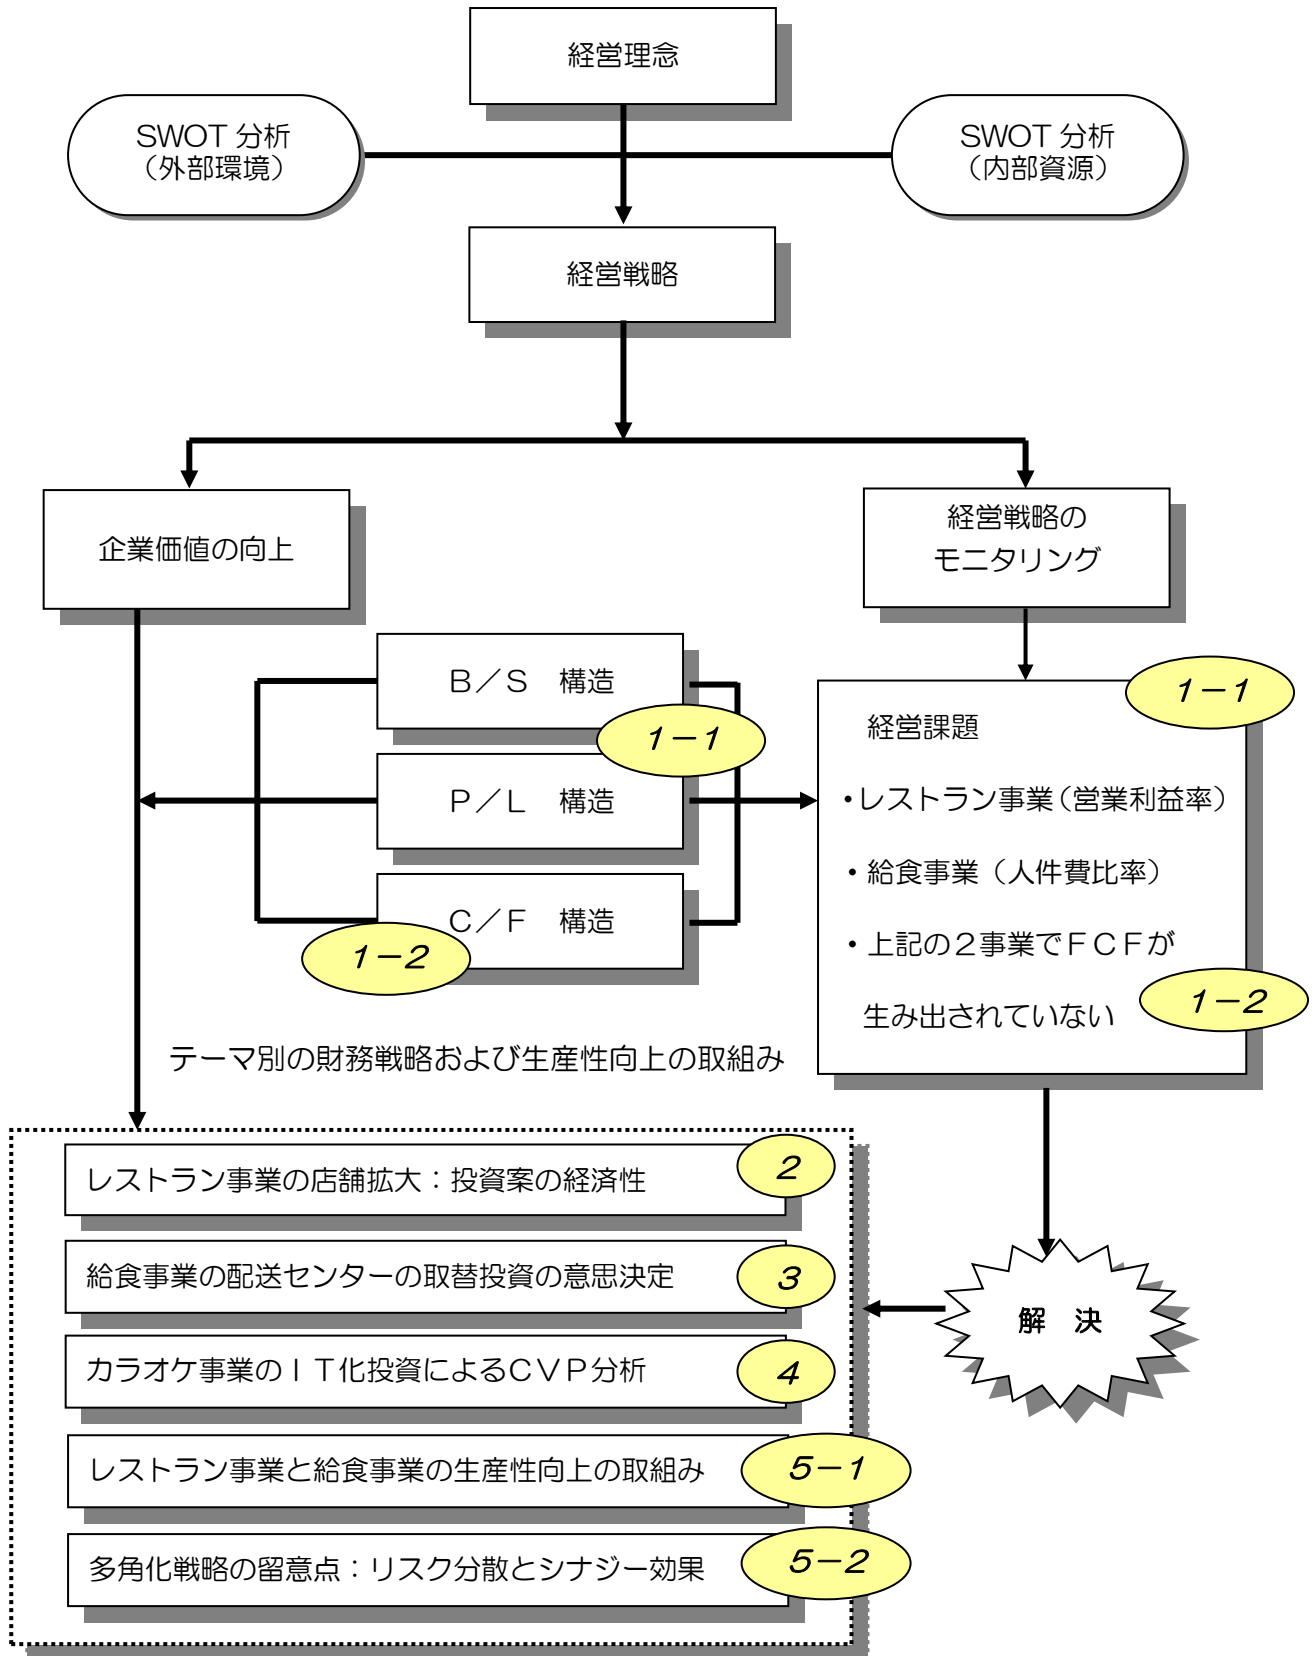 経営理念
SWOT 分析
（外部環境）
SWOT 分析
（内部資源）
経営戦略
企業価値の向上
経営戦略の
モニタリング
B／S　構造
1－1
P／L　構造
C／F　構造
1－2
1－1
経営課題
・レストラン事業（営業利益率）
・給食事業（人件費比率）
・上記の２事業でＦＣＦが
生み出されていない
1－2
テーマ別の財務戦略および生産性向上の取組み
レストラン事業の店舗拡大：投資案の経済性
2
給食事業の配送センターの取替投資の意思決定
3
カラオケ事業のＩＴ化投資によるＣＶＰ分析
4
レストラン事業と給食事業の生産性向上の取組み
5－1
多角化戦略の留意点：リスク分散とシナジー効果
5－2
解　決